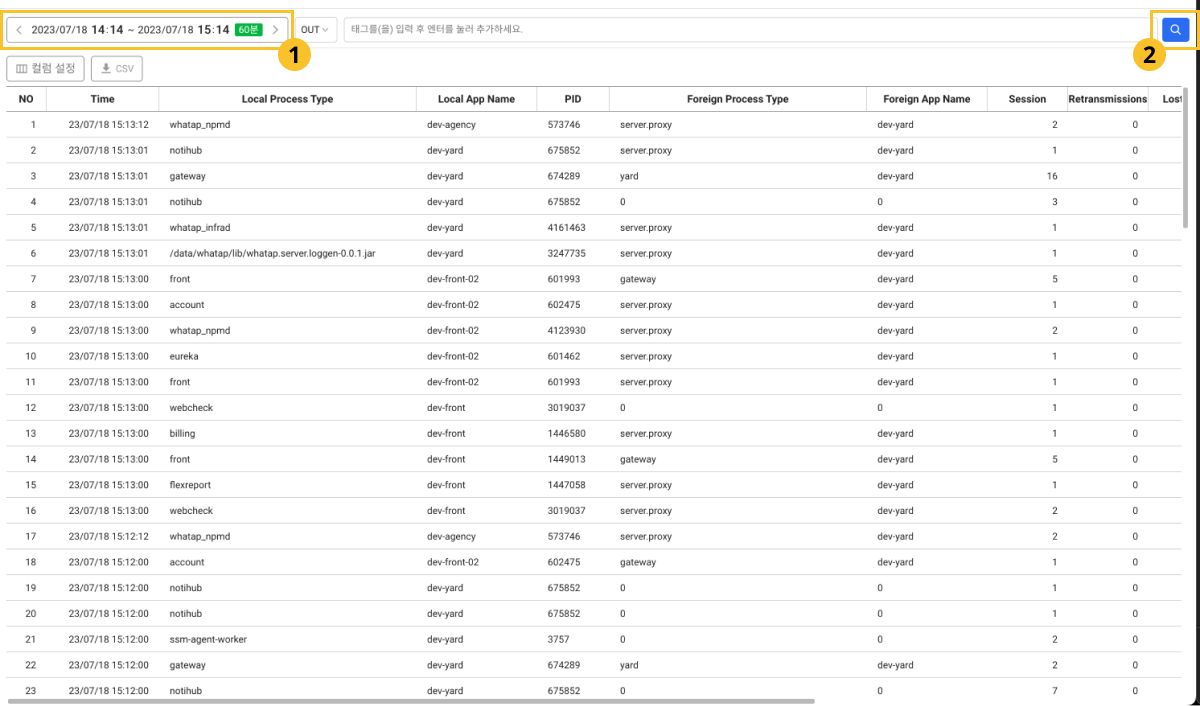 2023/07/18 14:14 ~ 2023/07/18 15:14 60분 OUT 태그를(을) 입력 후 엔터를 눌러 추가하세요.
1 2
컬럼 설정 CSV
NO Time Local Process Type Local App Name PID Foreign Process Type Foreign App Name Session Retransmissions Lost
1 23/07/18 15:13:12 whatap_npmd dev-agency 573746 server.proxy dev-yard 2 0
2 23/07/18 15:13:01 notihub dev-yard 675852 server.proxy dev-yard 1 0
3 23/07/18 15:13:01 gateway dev-yard 674289 yard dev-yard 16 0
4 23/07/18 15:13:01 notihub dev-yard 675852 0 0 3 0
5 23/07/18 15:13:01 whatap_infrad dev-yard 4161463 server.proxy dev-yard 1 0
6 23/07/18 15:13:01 /data/whatap/lib/whatap.server.loggen-0.0.1.jar dev-yard 3247735 server.proxy dev-yard 1 0
7 23/07/18 15:13:00 front dev-front-02 601993 gateway dev-yard 5 0
8 23/07/18 15:13:00 account dev-front-02 602475 server.proxy dev-yard 1 0
9 23/07/18 15:13:00 whatap_npmd dev-front-02 4123930 server.proxy dev-yard 2 0
10 23/07/18 15:13:00 eureka dev-front-02 601462 server.proxy dev-yard 1 0
11 23/07/18 15:13:00 front dev-front-02 601993 server.proxy dev-yard 1 0
12 23/07/18 15:13:00 webcheck dev-front 3019037 0 0 1 0
13 23/07/18 15:13:00 billing dev-front 1446580 server.proxy dev-yard 1 0
14 23/07/18 15:13:00 front dev-front 1449013 gateway dev-yard 5 0
15 23/07/18 15:13:00 flexreport dev-front 1447058 server.proxy dev-yard 1 0
16 23/07/18 15:13:00 webcheck dev-front 3019037 server.proxy dev-yard 2 0
17 23/07/18 15:12:12 whatap_npmd dev-agency 573746 server.proxy dev-yard 2 0
18 23/07/18 15:12:00 account dev-front-02 602475 gateway dev-yard 1 0
19 23/07/18 15:12:00 notihub dev-yard 675852 0 0 1 0
20 23/07/18 15:12:00 notihub dev-yard 675852 0 0 1 0
21 23/07/18 15:12:00 ssm-agent-worker dev-yard 3757 0 0 2 0
22 23/07/18 15:12:00 gateway dev-yard 674289 yard dev-yard 2 0
23 23/07/18 15:12:00 notihub dev-yard 675852 0 0 7 0